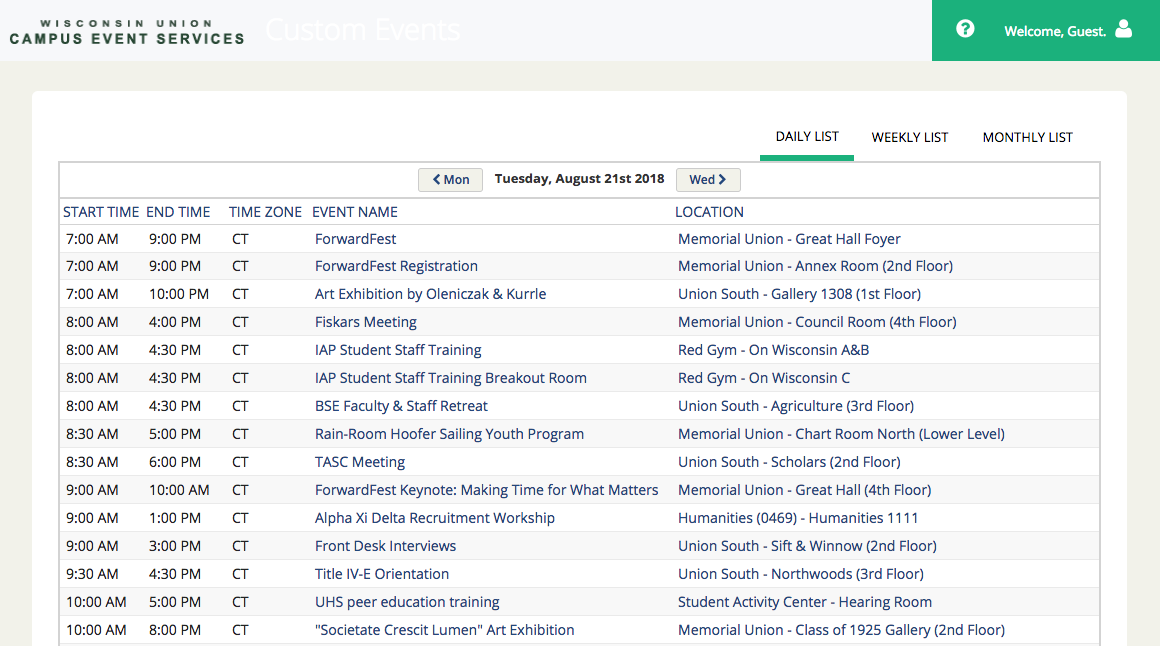 WISCONSIN UNION
CAMPUS EVENT SERVICES
Custom Events
? Welcome, Guest.
DAILY LIST WEEKLY LIST MONTHLY LIST
Mon Tuesday, August 21st 2018 Wed
START TIME END TIME TIME ZONE EVENT NAME LOCATION
7:00 AM 9:00 PM CT ForwardFest Memorial Union - Great Hall Foyer
7:00 AM 9:00 PM CT ForwardFest Registration Memorial Union - Annex Room (2nd Floor)
7:00 AM 10:00 PM CT Art Exhibition by Oleniczak & Kurrle Union South - Gallery 1308 (1st Floor)
8:00 AM 4:00 PM CT Fiskars Meeting Memorial Union - Council Room (4th Floor)
8:00 AM 4:30 PM CT IAP Student Staff Training Red Gym - On Wisconsin A&B
8:00 AM 4:30 PM CT IAP Student Staff Training Breakout Room Red Gym - On Wisconsin C
8:00 AM 4:30 PM CT BSE Faculty & Staff Retreat Union South - Agriculture (3rd Floor)
8:30 AM 5:00 PM CT Rain-Room Hoofer Sailing Youth Program Memorial Union - Chart Room North (Lower Level)
8:30 AM 6:00 PM CT TASC Meeting Union South - Scholars (2nd Floor)
9:00 AM 10:00 AM CT ForwardFest Keynote: Making Time for What Matters Memorial Union - Great Hall (4th Floor)
9:00 AM 1:00 PM CT Alpha Xi Delta Recruitment Workship Humanities (0469) - Humanities 1111
9:00 AM 3:00 PM CT Front Desk Interviews Union South - Sift & Winnow (2nd Floor)
9:30 AM 4:30 PM CT Title IV-E Orientation Union South - Northwoods (3rd Floor)
10:00 AM 5:00 PM CT UHS peer education training Student Activity Center - Hearing Room
10:00 AM 8:00 PM CT "Societate Crescit Lumen" Art Exhibition Memorial Union - Class of 1925 Gallery (2nd Floor)